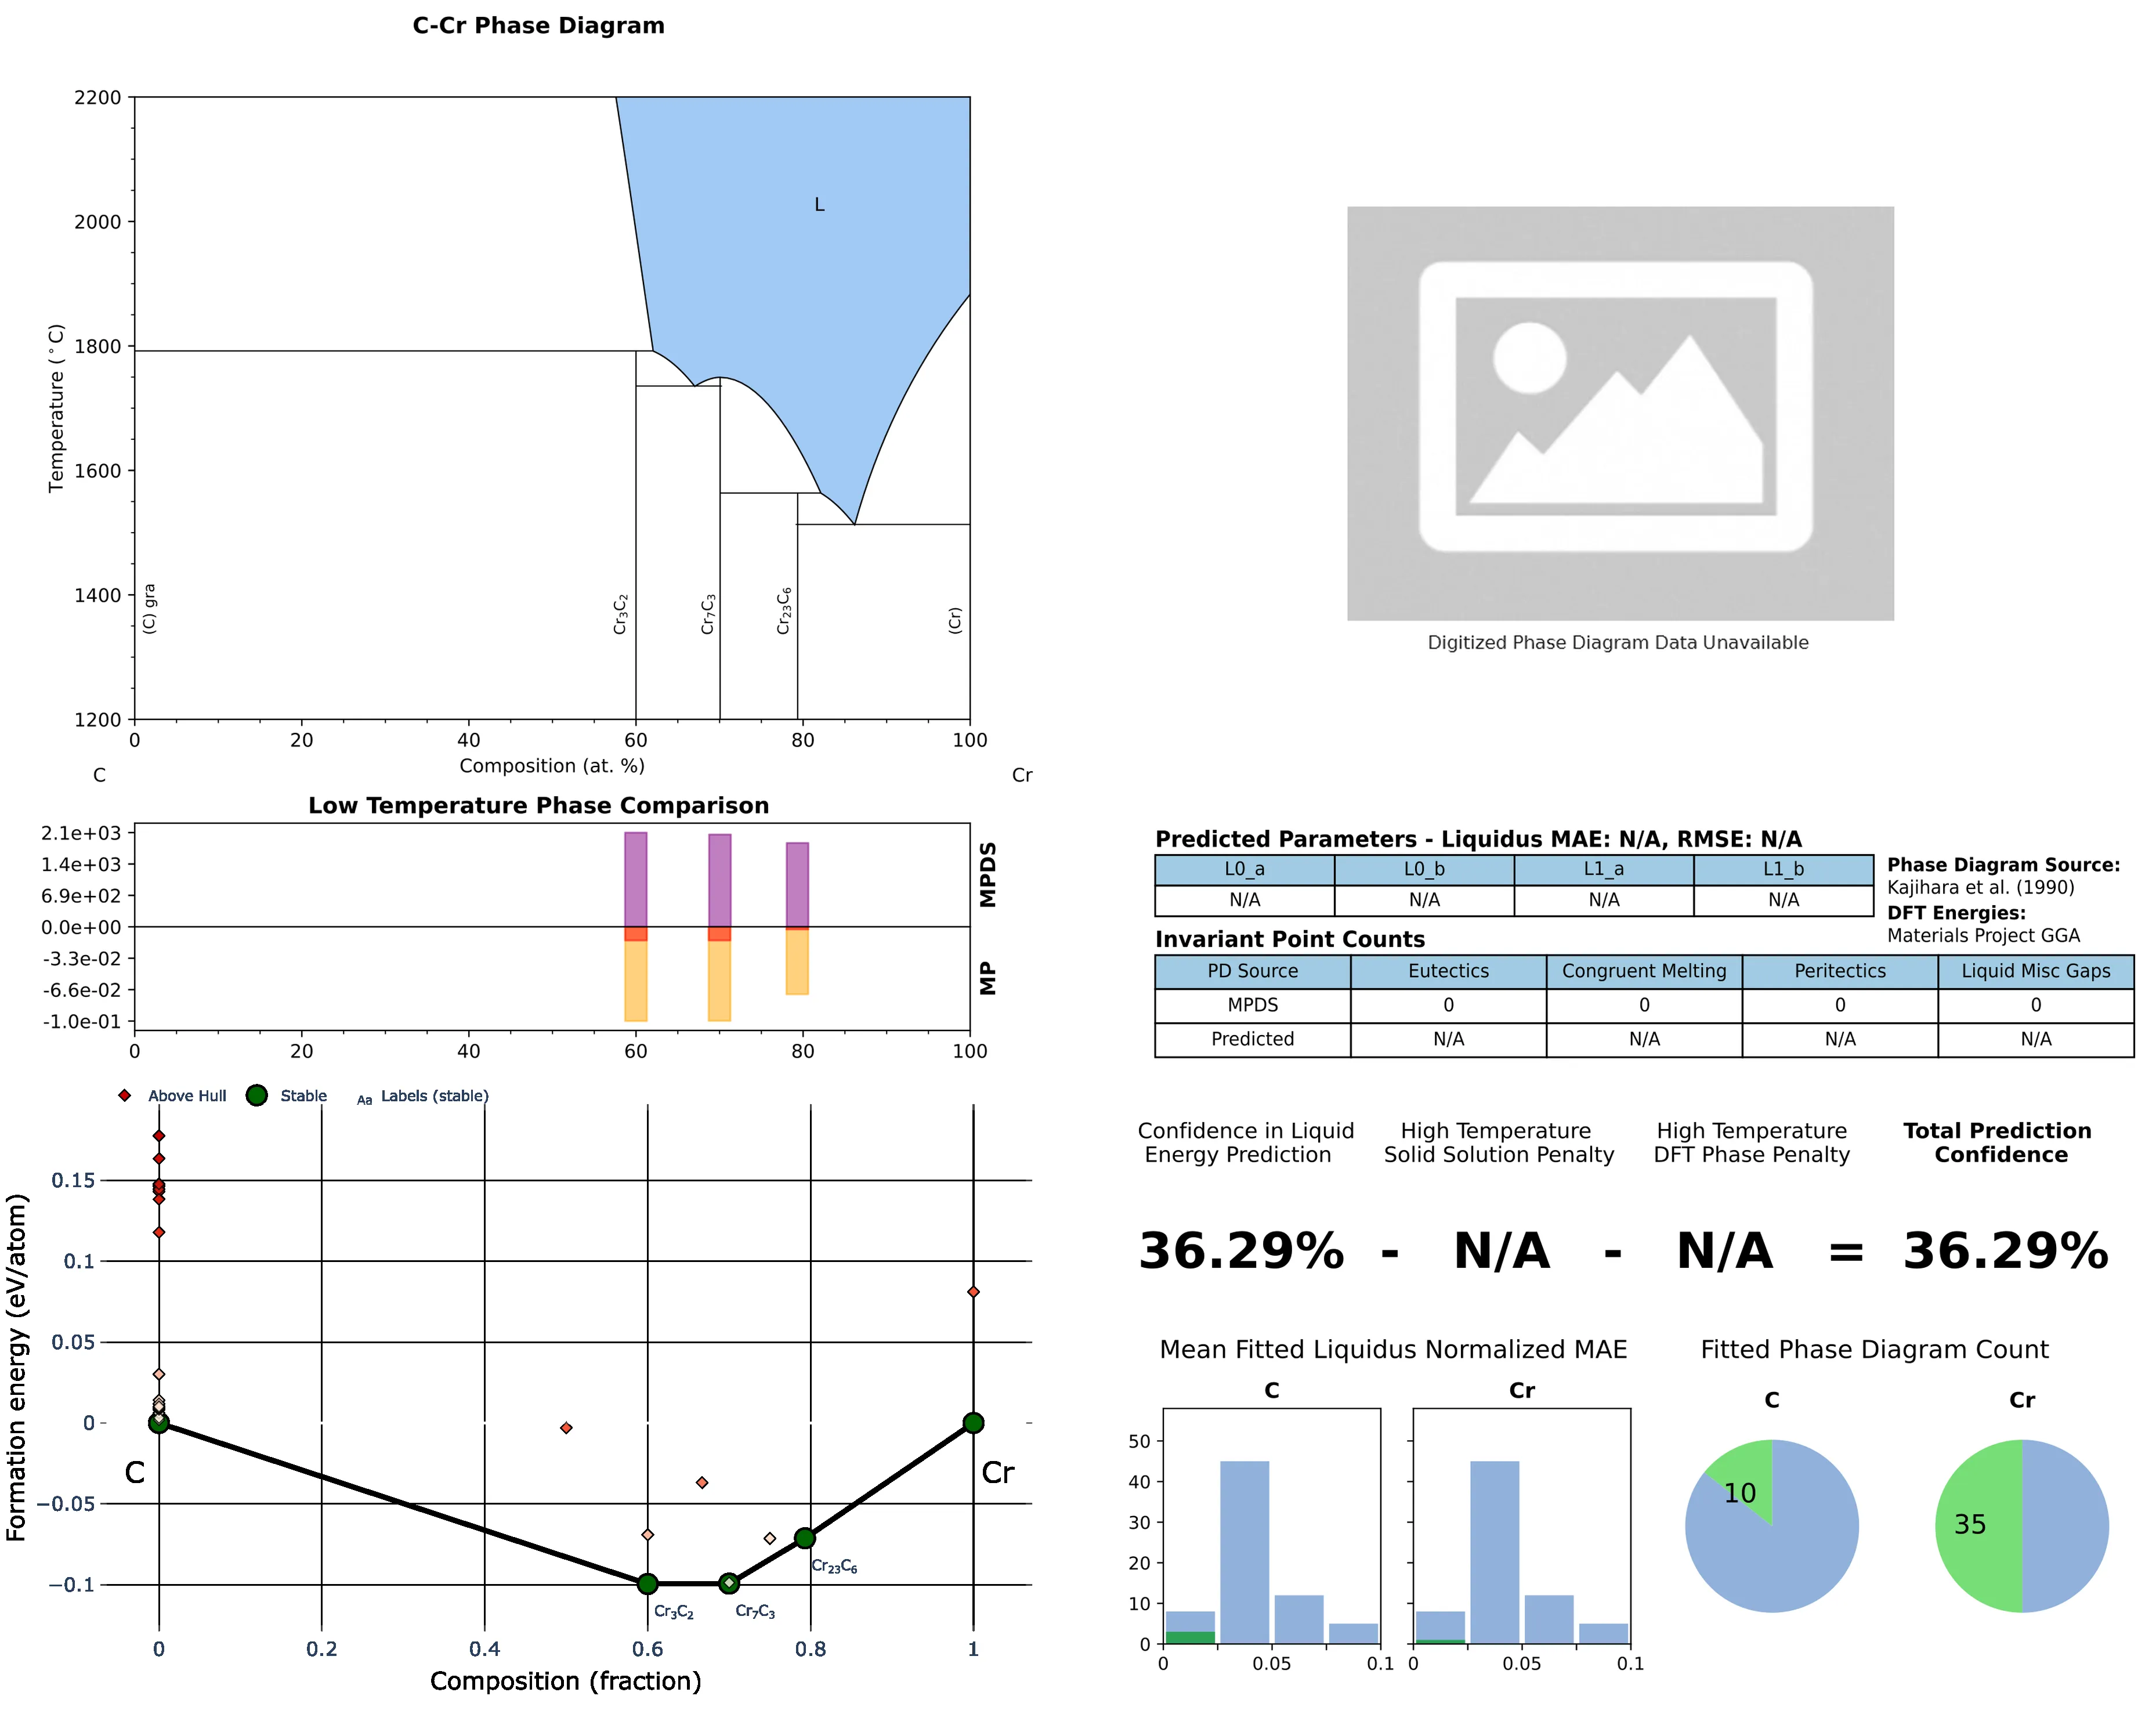 C-Cr Phase Diagram
2200
2000
1800
1600
1400
1200
Temperature (°C)
L
(C) gra
Cr₃C₂
Cr₇C₃
Cr₂₃C₆
(Cr)
0 20 40 60 80 100
Composition (at. %)
C Cr
Digitized Phase Diagram Data Unavailable
Low Temperature Phase Comparison
2.1e+03
1.4e+03
6.9e+02
0.0e+00
-3.3e-02
-6.6e-02
-1.0e-01
MPDS
MP
0 20 40 60 80 100
Predicted Parameters - Liquidus MAE: N/A, RMSE: N/A
L0_a L0_b L1_a L1_b
N/A N/A N/A N/A
Phase Diagram Source:
Kajihara et al. (1990)
DFT Energies:
Materials Project GGA
Invariant Point Counts
PD Source Eutectics Congruent Melting Peritectics Liquid Misc Gaps
MPDS 0 0 0 0
Predicted N/A N/A N/A N/A
Above Hull Stable Aa Labels (stable)
0.15
0.1
0.05
0
−0.05
−0.1
Formation energy (eV/atom)
C
Cr
Cr₃C₂
Cr₇C₃
Cr₂₃C₆
0 0.2 0.4 0.6 0.8 1
Composition (fraction)
Confidence in Liquid
Energy Prediction
High Temperature
Solid Solution Penalty
High Temperature
DFT Phase Penalty
Total Prediction
Confidence
36.29% - N/A - N/A = 36.29%
Mean Fitted Liquidus Normalized MAE
C Cr
50
40
30
20
10
0
0 0.05 0.1 0 0.05 0.1
Fitted Phase Diagram Count
C Cr
10
35